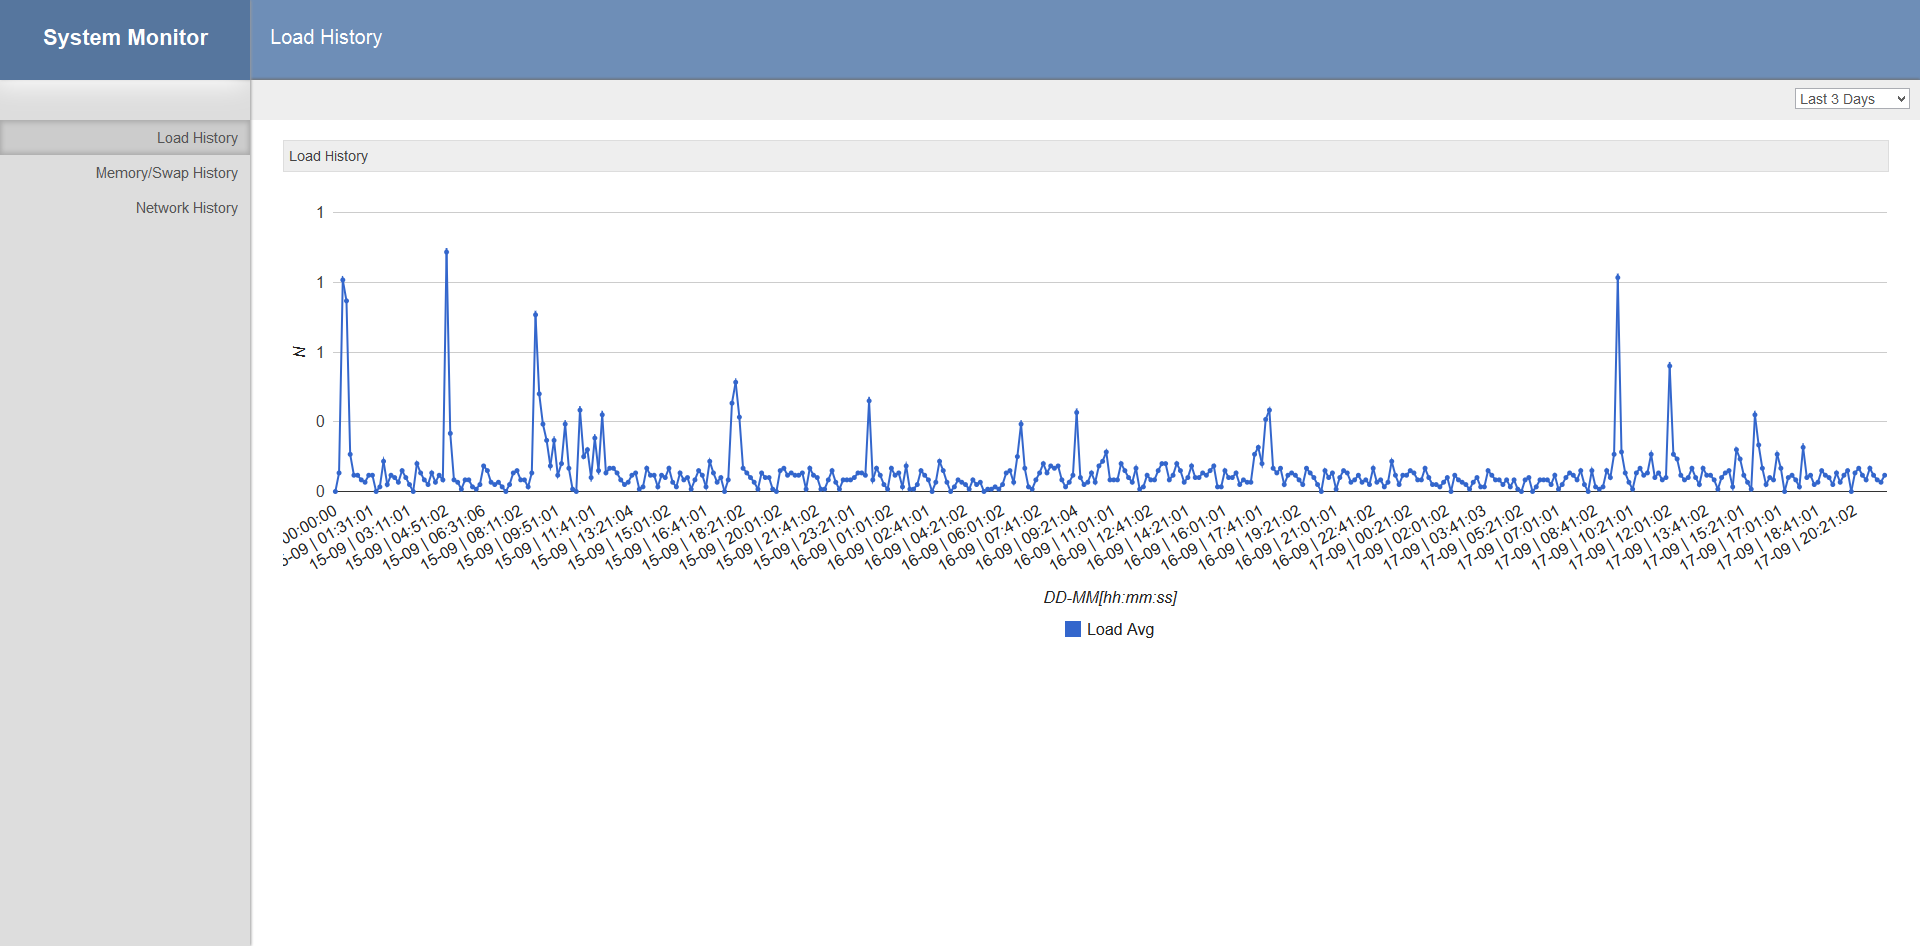 System Monitor
Load History
Last 3 Days
Load History
Memory/Swap History
Network History
Load History
1
1
1
0
0
N
00:00:00
15-09 | 03:11:01
15-09 | 04:51:02
15-09 | 06:31:06
15-09 | 08:11:02
15-09 | 09:51:01
15-09 | 11:41:01
15-09 | 13:21:04
15-09 | 15:01:02
15-09 | 16:41:01
15-09 | 18:21:02
15-09 | 20:01:02
15-09 | 21:41:02
15-09 | 23:21:01
16-09 | 01:01:02
16-09 | 02:41:01
16-09 | 04:21:02
16-09 | 06:01:02
16-09 | 07:41:02
16-09 | 09:21:04
16-09 | 11:01:01
16-09 | 12:41:02
16-09 | 14:21:01
16-09 | 16:01:01
16-09 | 17:41:01
16-09 | 19:21:02
16-09 | 21:01:01
16-09 | 22:41:02
17-09 | 00:21:02
17-09 | 02:01:02
17-09 | 03:41:03
17-09 | 05:21:02
17-09 | 07:01:01
17-09 | 08:41:02
17-09 | 10:21:01
17-09 | 12:01:02
17-09 | 13:41:02
17-09 | 15:21:01
17-09 | 17:01:01
17-09 | 18:41:01
17-09 | 20:21:02
DD-MM[hh:mm:ss]
Load Avg